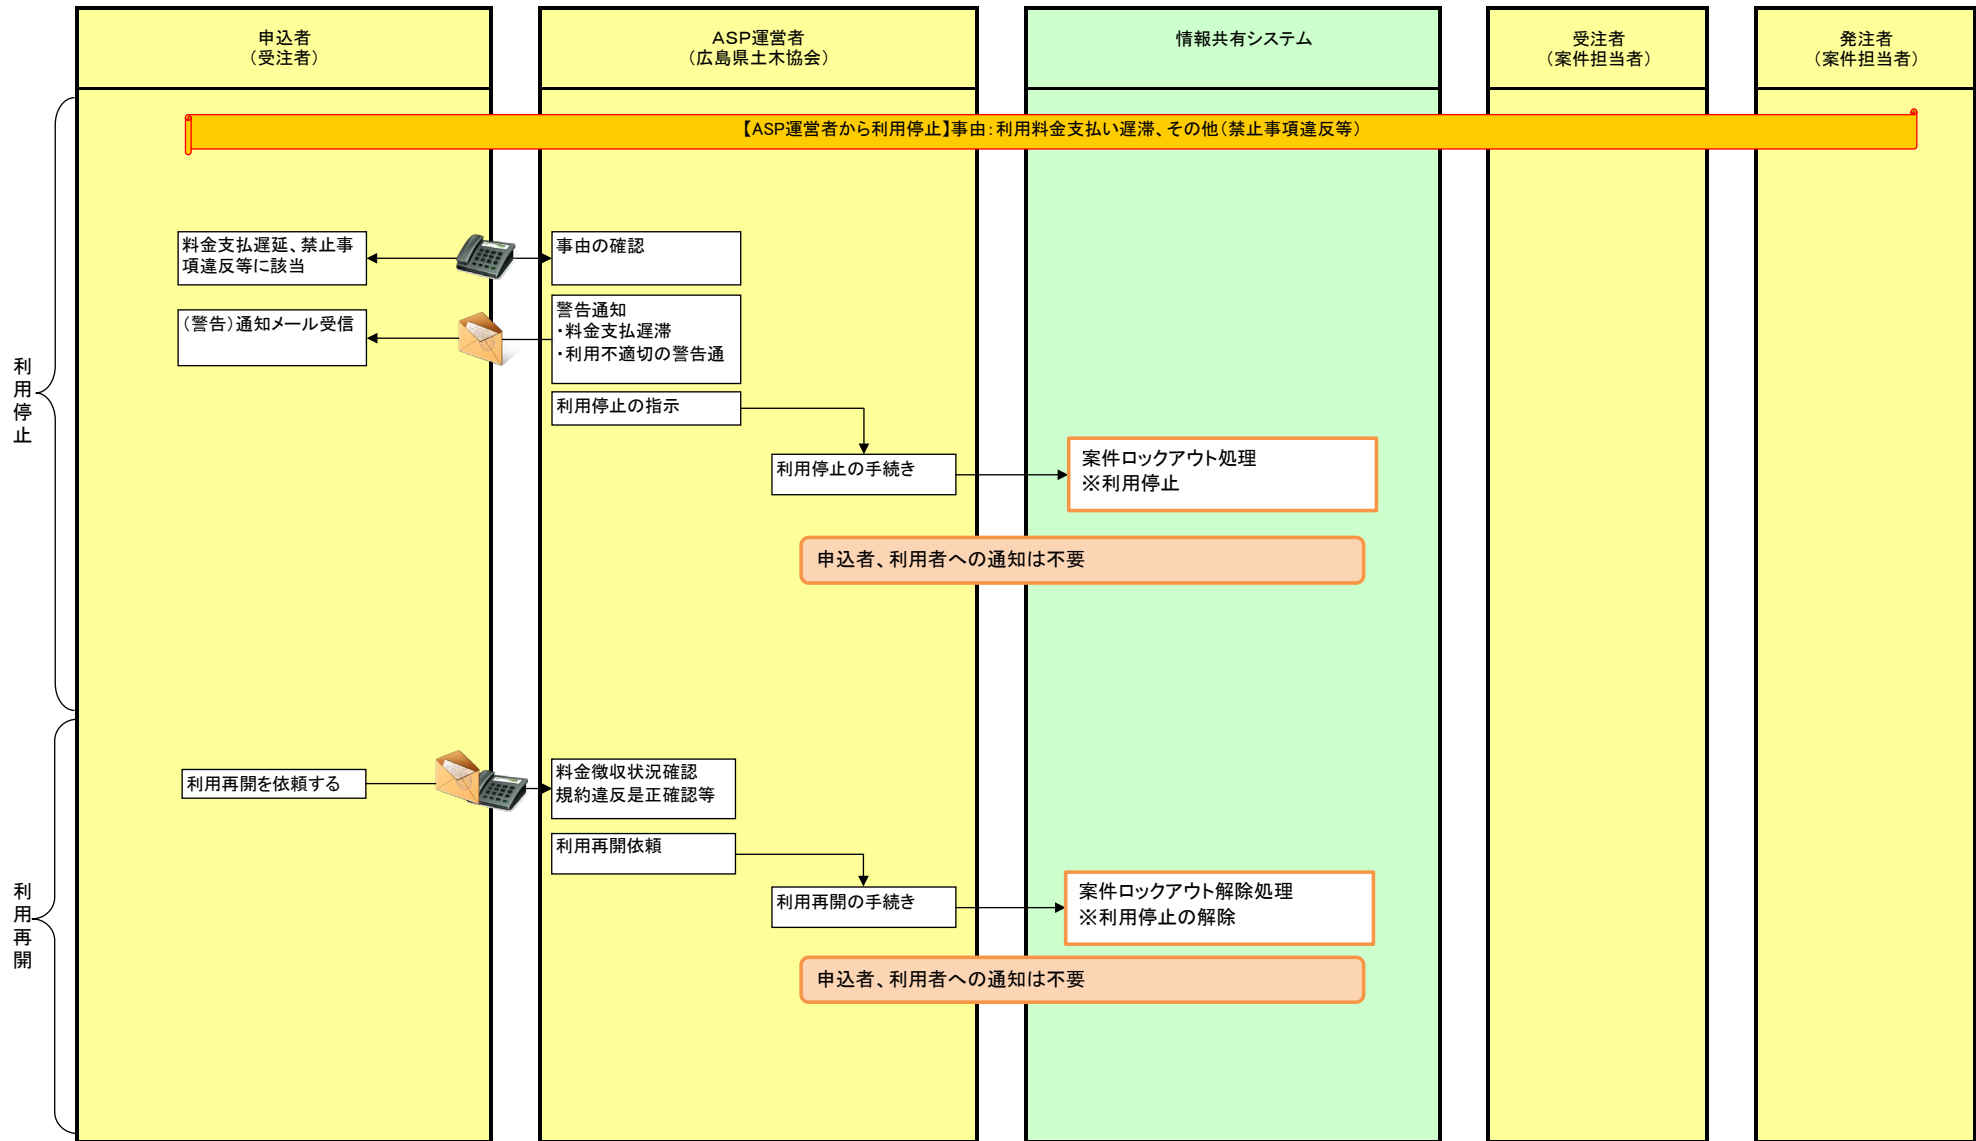 申込者
（受注者）
ASP運営者
（広島県土木協会）
情報共有システム
受注者
（案件担当者）
発注者
（案件担当者）
【ASP運営者から利用停止】事由：利用料金支払い遅滞、その他（禁止事項違反等）
利用停止
料金支払遅延、禁止事
項違反等に該当
事由の確認
（警告）通知メール受信
警告通知
・料金支払遅滞
・利用不適切の警告通
利用停止の指示
利用停止の手続き
案件ロックアウト処理
※利用停止
申込者、利用者への通知は不要
利用再開
利用再開を依頼する
料金徴収状況確認
規約違反是正確認等
利用再開依頼
利用再開の手続き
案件ロックアウト解除処理
※利用停止の解除
申込者、利用者への通知は不要